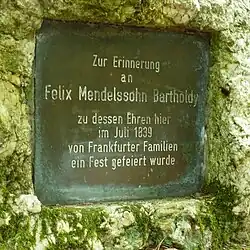 Zur Erinnerung
an
Felix Mendelssohn Bartholdy
zu dessen Ehren hier
im Juli 1839
von Frankfurter Familien
ein Fest gefeiert wurde